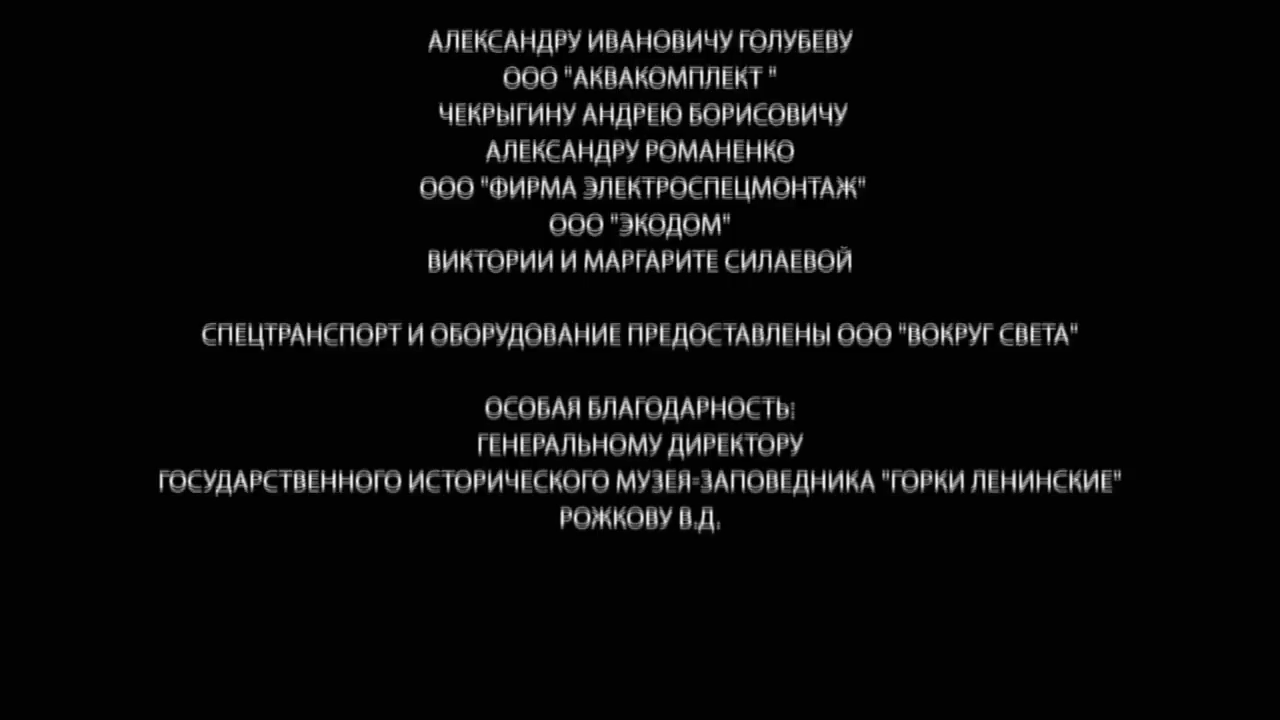 АЛЕКСАНДРУ ИВАНОВИЧУ ГОЛУБЕВУ
ООО "АКВАКОМПЛЕКТ "
ЧЕКРЫГИНУ АНДРЕЮ БОРИСОВИЧУ
АЛЕКСАНДРУ РОМАНЕНКО
ООО "ФИРМА ЭЛЕКТРОСПЕЦМОНТАЖ"
ООО "ЭКОДОМ"
ВИКТОРИИ И МАРГАРИТЕ СИЛАЕВОЙ
СПЕЦТРАНСПОРТ И ОБОРУДОВАНИЕ ПРЕДОСТАВЛЕНЫ ООО "ВОКРУГ СВЕТА"
ОСОБАЯ БЛАГОДАРНОСТЬ:
ГЕНЕРАЛЬНОМУ ДИРЕКТОРУ
ГОСУДАРСТВЕННОГО ИСТОРИЧЕСКОГО МУЗЕЯ-ЗАПОВЕДНИКА "ГОРКИ ЛЕНИНСКИЕ"
РОЖКОВУ В.Д.